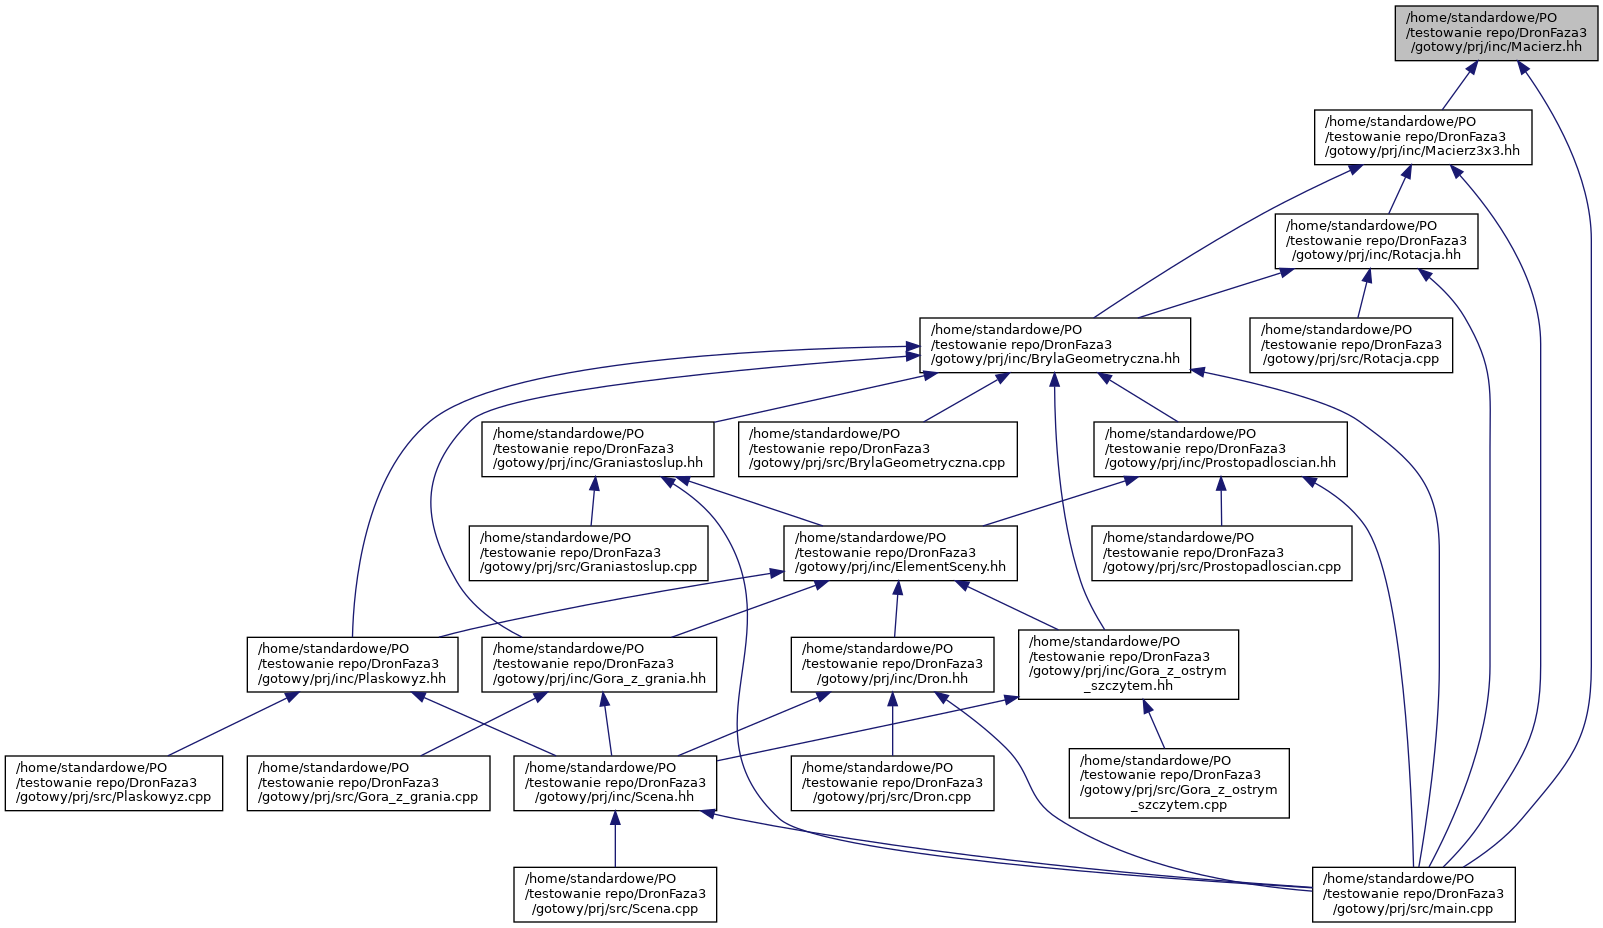 /home/standardowe/PO
/testowanie repo/DronFaza3
/gotowy/prj/inc/Macierz.hh
/home/standardowe/PO
/testowanie repo/DronFaza3
/gotowy/prj/inc/Macierz3x3.hh
/home/standardowe/PO
/testowanie repo/DronFaza3
/gotowy/prj/inc/Rotacja.hh
/home/standardowe/PO
/testowanie repo/DronFaza3
/gotowy/prj/inc/BrylaGeometryczna.hh
/home/standardowe/PO
/testowanie repo/DronFaza3
/gotowy/prj/src/Rotacja.cpp
/home/standardowe/PO
/testowanie repo/DronFaza3
/gotowy/prj/inc/Graniastoslup.hh
/home/standardowe/PO
/testowanie repo/DronFaza3
/gotowy/prj/src/BrylaGeometryczna.cpp
/home/standardowe/PO
/testowanie repo/DronFaza3
/gotowy/prj/inc/Prostopadloscian.hh
/home/standardowe/PO
/testowanie repo/DronFaza3
/gotowy/prj/src/Graniastoslup.cpp
/home/standardowe/PO
/testowanie repo/DronFaza3
/gotowy/prj/inc/ElementSceny.hh
/home/standardowe/PO
/testowanie repo/DronFaza3
/gotowy/prj/src/Prostopadloscian.cpp
/home/standardowe/PO
/testowanie repo/DronFaza3
/gotowy/prj/inc/Plaskowyz.hh
/home/standardowe/PO
/testowanie repo/DronFaza3
/gotowy/prj/inc/Gora_z_grania.hh
/home/standardowe/PO
/testowanie repo/DronFaza3
/gotowy/prj/inc/Dron.hh
/home/standardowe/PO
/testowanie repo/DronFaza3
/gotowy/prj/inc/Gora_z_ostrym
_szczytem.hh
/home/standardowe/PO
/testowanie repo/DronFaza3
/gotowy/prj/src/Plaskowyz.cpp
/home/standardowe/PO
/testowanie repo/DronFaza3
/gotowy/prj/src/Gora_z_grania.cpp
/home/standardowe/PO
/testowanie repo/DronFaza3
/gotowy/prj/inc/Scena.hh
/home/standardowe/PO
/testowanie repo/DronFaza3
/gotowy/prj/src/Dron.cpp
/home/standardowe/PO
/testowanie repo/DronFaza3
/gotowy/prj/src/Gora_z_ostrym
_szczytem.cpp
/home/standardowe/PO
/testowanie repo/DronFaza3
/gotowy/prj/src/Scena.cpp
/home/standardowe/PO
/testowanie repo/DronFaza3
/gotowy/prj/src/main.cpp